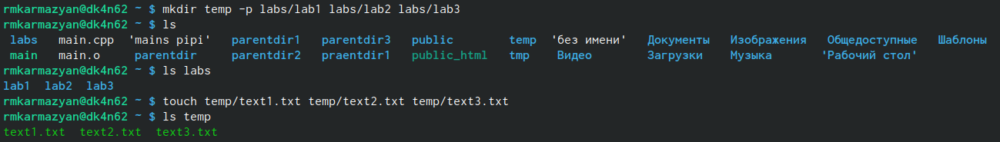 rmkarmazyan@dk4n62 ~ $ mkdir temp -p labs/lab1 labs/lab2 labs/lab3
rmkarmazyan@dk4n62 ~ $ ls
labs main.cpp 'mains pipi' parentdir1 parentdir3 public temp 'без имени' Документы Изображения Общедоступные Шаблоны
main main.o parentdir parentdir2 praentdir1 public_html tmp Видео Загрузки Музыка 'Рабочий стол'
rmkarmazyan@dk4n62 ~ $ ls labs
lab1 lab2 lab3
rmkarmazyan@dk4n62 ~ $ touch temp/text1.txt temp/text2.txt temp/text3.txt
rmkarmazyan@dk4n62 ~ $ ls temp
text1.txt text2.txt text3.txt